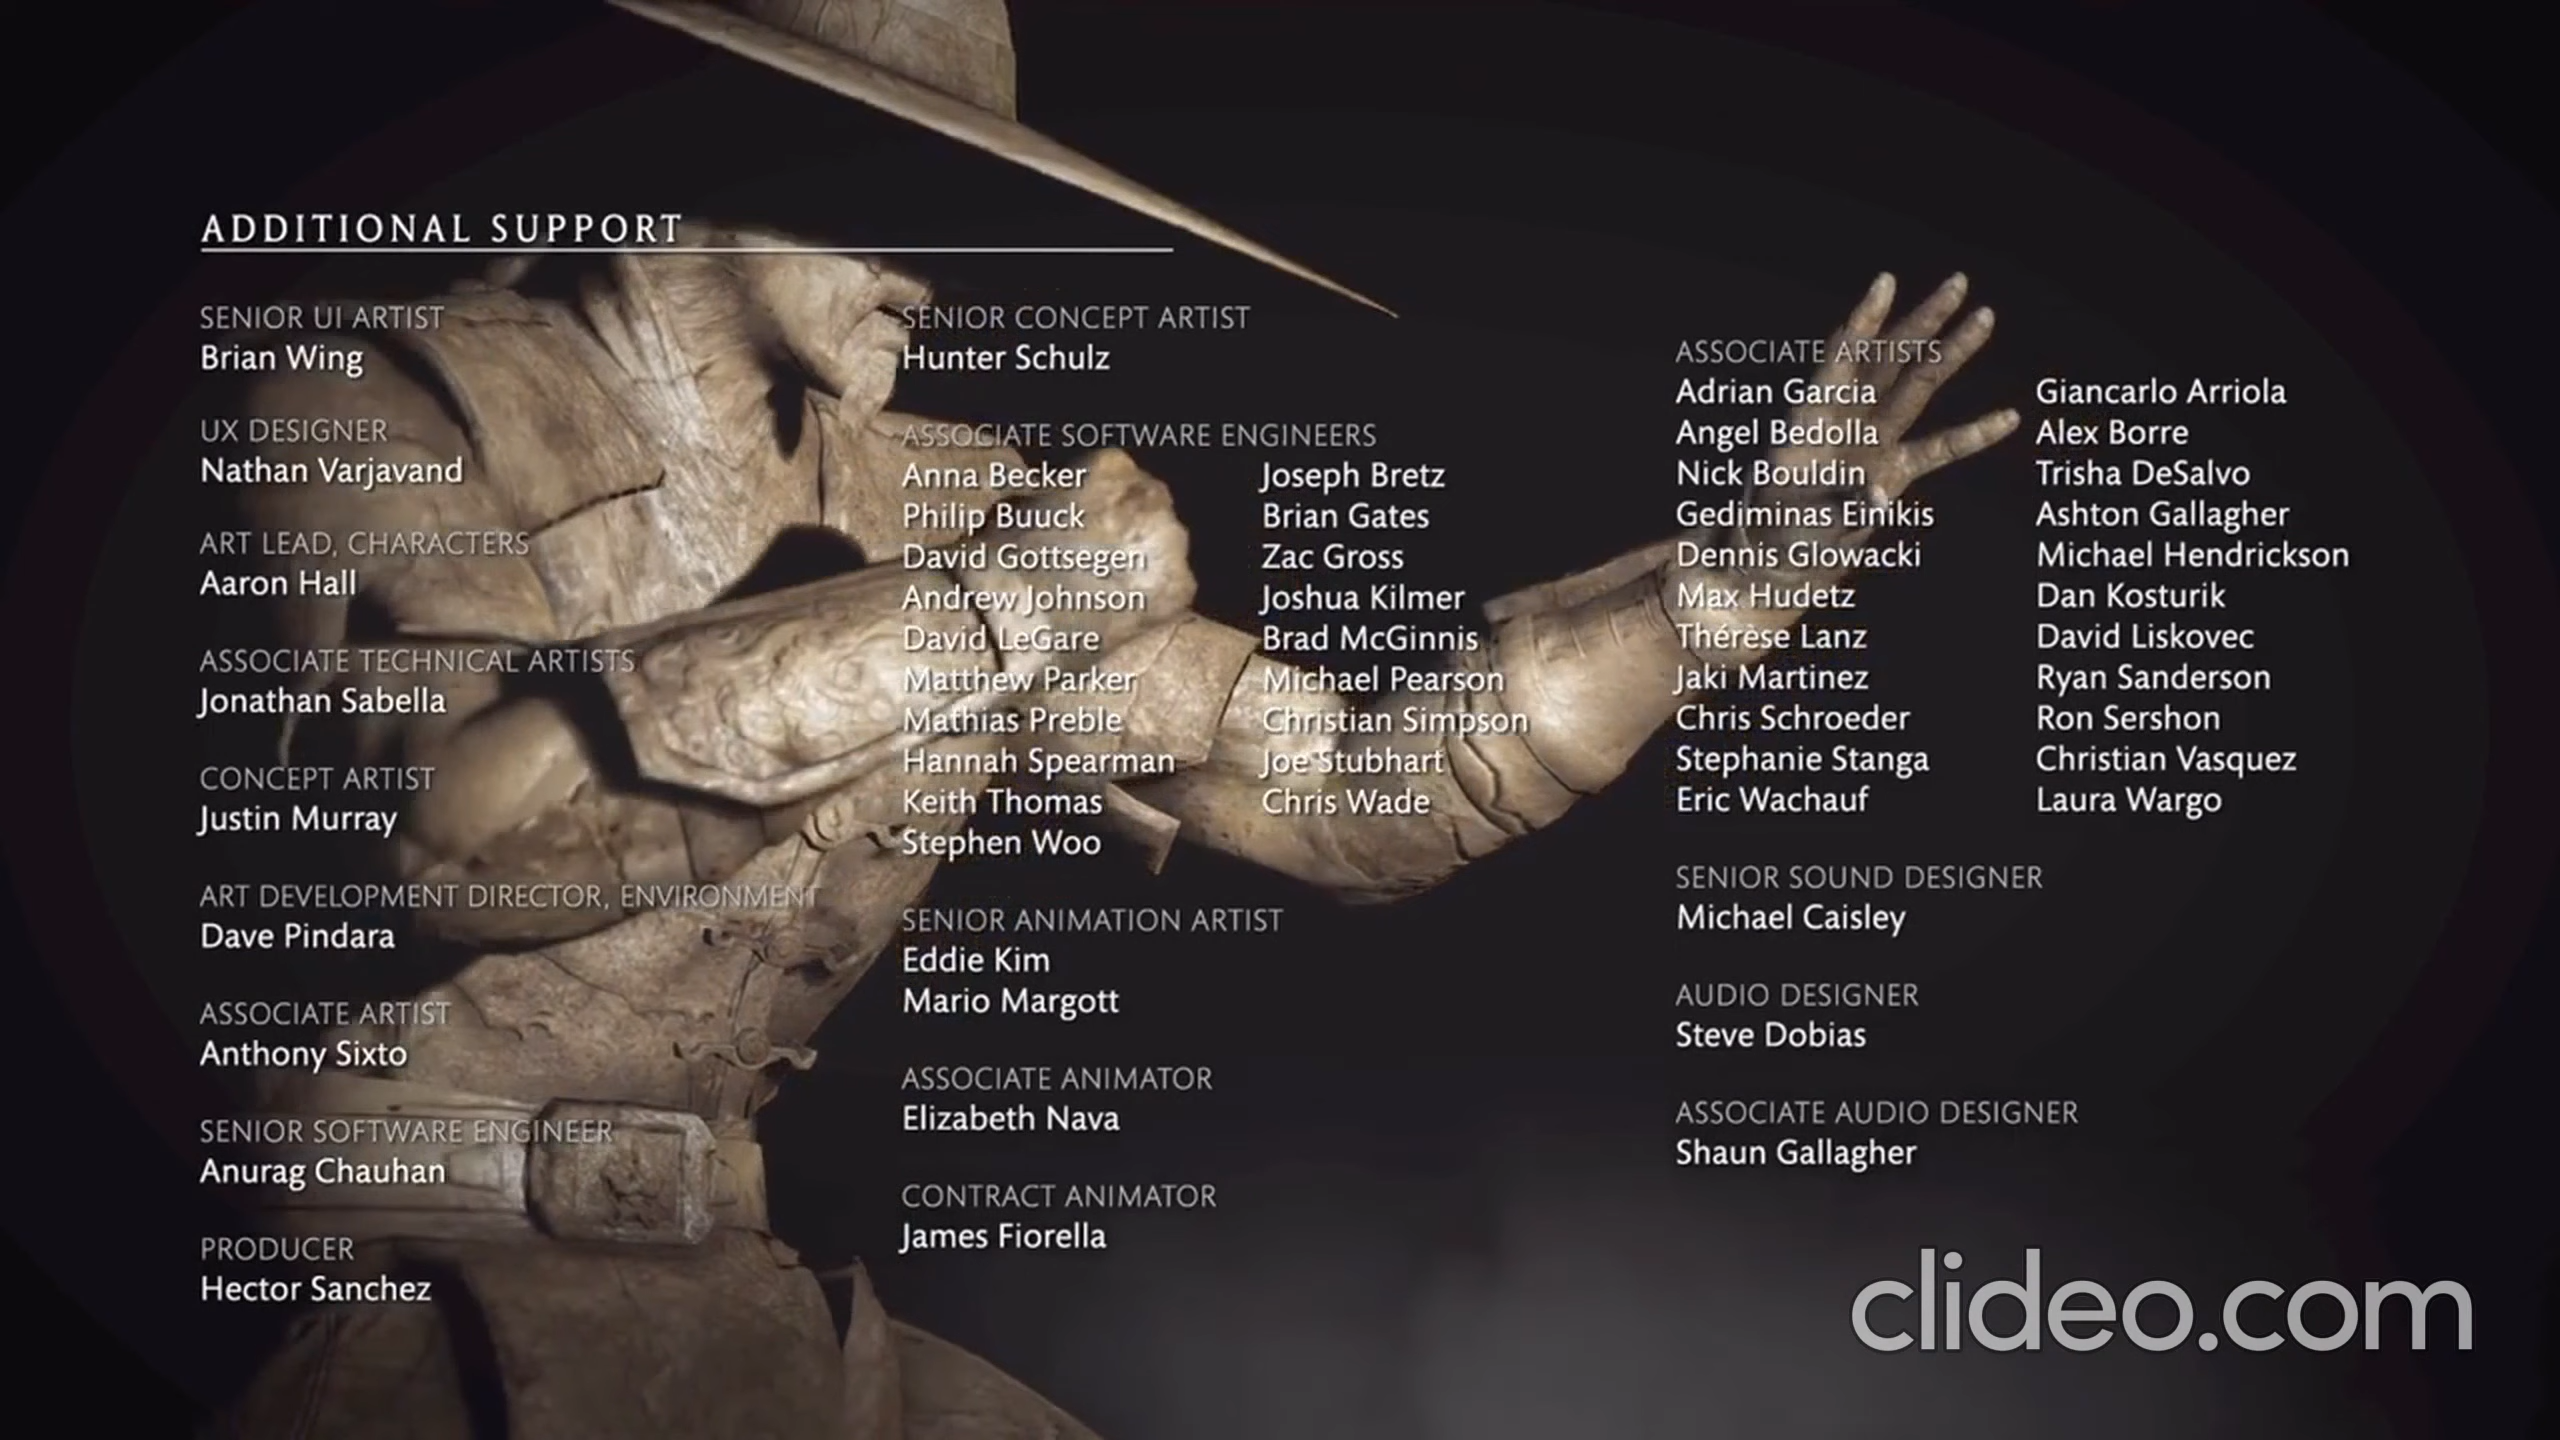 ADDITIONAL SUPPORT
SENIOR UI ARTIST
Brian Wing
UX DESIGNER
Nathan Varjavand
ART LEAD, CHARACTERS
Aaron Hall
ASSOCIATE TECHNICAL ARTISTS
Jonathan Sabella
CONCEPT ARTIST
Justin Murray
ART DEVELOPMENT DIRECTOR, ENVIRONMENT
Dave Pindara
ASSOCIATE ARTIST
Anthony Sixto
SENIOR SOFTWARE ENGINEER
Anurag Chauhan
PRODUCER
Hector Sanchez
SENIOR CONCEPT ARTIST
Hunter Schulz
ASSOCIATE SOFTWARE ENGINEERS
Anna Becker
Philip Buuck
David Gottsegen
Andrew Johnson
David LeGare
Matthew Parker
Mathias Preble
Hannah Spearman
Keith Thomas
Stephen Woo
Joseph Bretz
Brian Gates
Zac Gross
Joshua Kilmer
Brad McGinnis
Michael Pearson
Christian Simpson
Joe Stubhart
Chris Wade
SENIOR ANIMATION ARTIST
Eddie Kim
Mario Margott
ASSOCIATE ANIMATOR
Elizabeth Nava
CONTRACT ANIMATOR
James Fiorella
ASSOCIATE ARTISTS
Adrian Garcia
Angel Bedolla
Nick Bouldin
Gediminas Einikis
Dennis Glowacki
Max Hudetz
Thérèse Lanz
Jaki Martinez
Chris Schroeder
Stephanie Stanga
Eric Wachauf
Giancarlo Arriola
Alex Borre
Trisha DeSalvo
Ashton Gallagher
Michael Hendrickson
Dan Kosturik
David Liskovec
Ryan Sanderson
Ron Sershon
Christian Vasquez
Laura Wargo
SENIOR SOUND DESIGNER
Michael Caisley
AUDIO DESIGNER
Steve Dobias
ASSOCIATE AUDIO DESIGNER
Shaun Gallagher
clideo.com